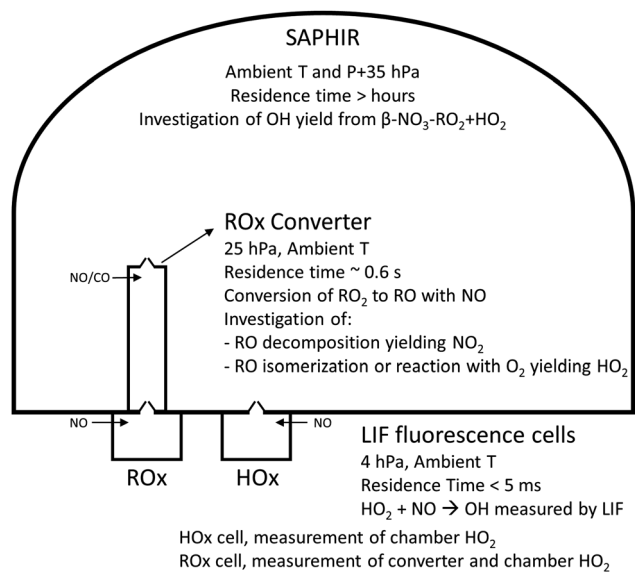 SAPHIR
Ambient T and P+35 hPa
Residence time > hours
Investigation of OH yield from β-NO₃-RO₂+HO₂
ROx Converter
25 hPa, Ambient T
Residence time ~ 0.6 s
Conversion of RO₂ to RO with NO
Investigation of:
- RO decomposition yielding NO₂
- RO isomerization or reaction with O₂ yielding HO₂
NO/CO
NO
NO
ROx
HOx
LIF fluorescence cells
4 hPa, Ambient T
Residence Time < 5 ms
HO₂ + NO → OH measured by LIF
HOx cell, measurement of chamber HO₂
ROx cell, measurement of converter and chamber HO₂